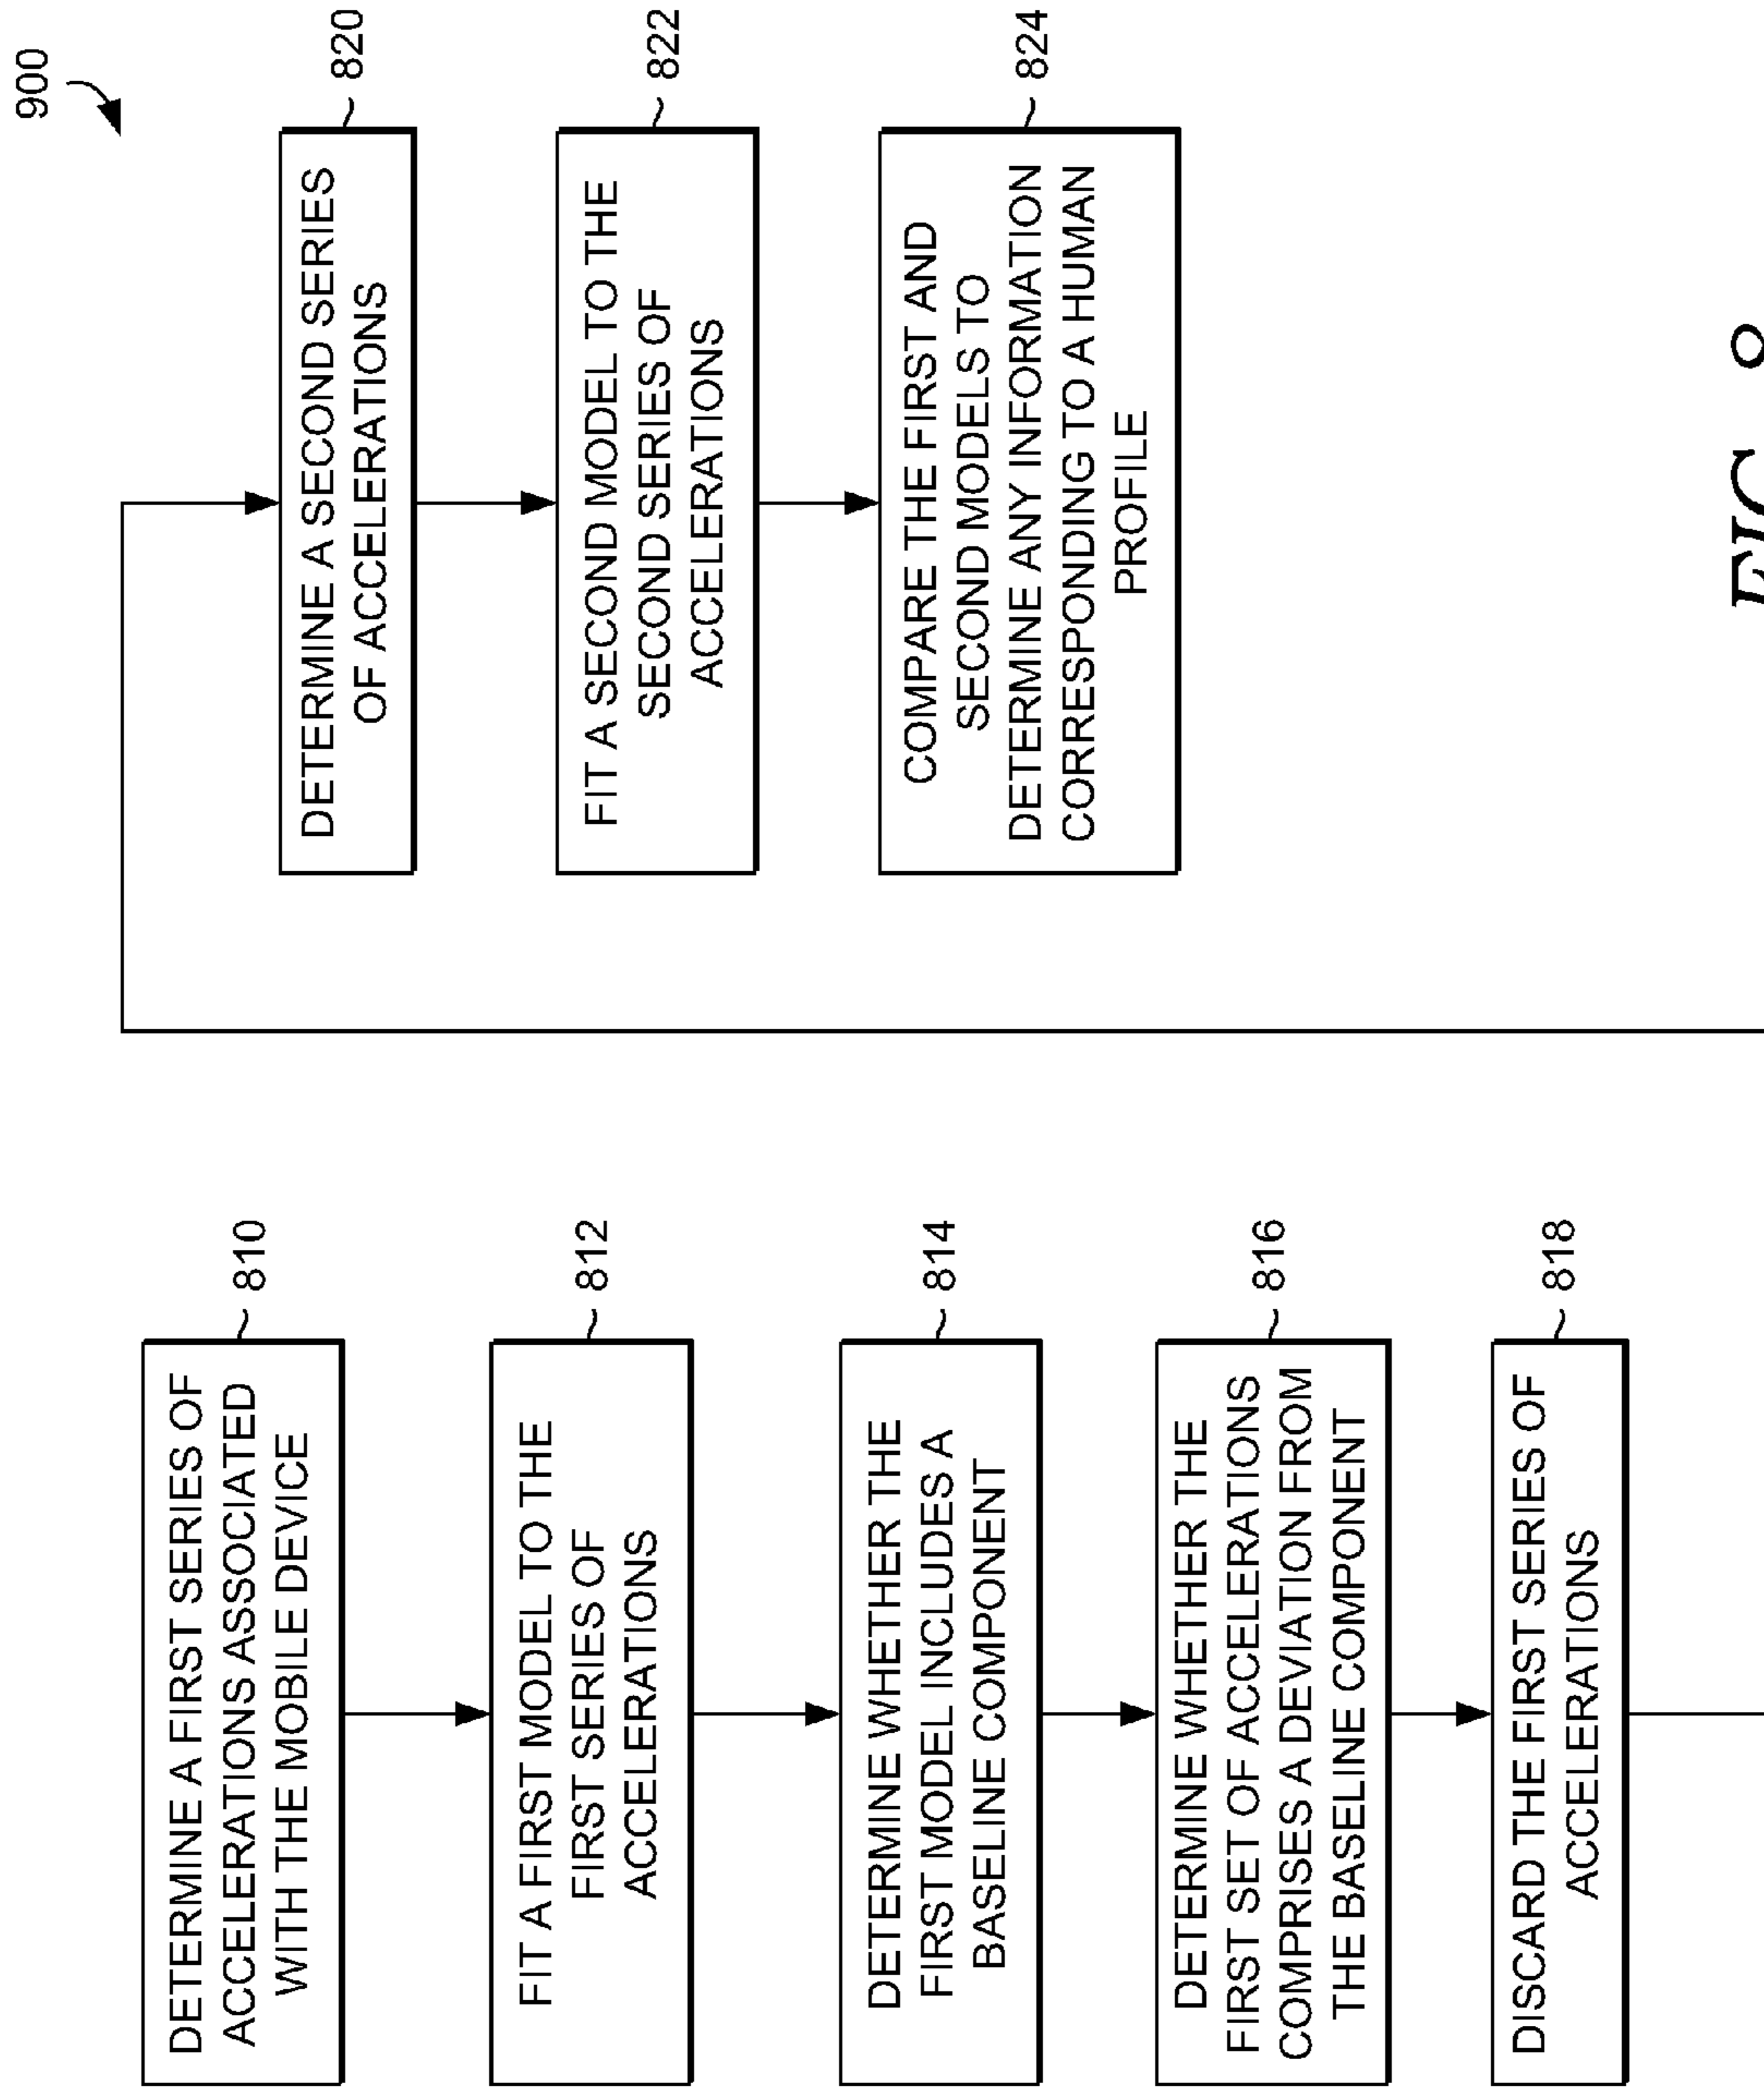 900
DETERMINE A FIRST SERIES OF
ACCELERATIONS ASSOCIATED
WITH THE MOBILE DEVICE
810
FIT A FIRST MODEL TO THE
FIRST SERIES OF
ACCELERATIONS
812
DETERMINE WHETHER THE
FIRST MODEL INCLUDES A
BASELINE COMPONENT
814
DETERMINE WHETHER THE
FIRST SET OF ACCELERATIONS
COMPRISES A DEVIATION FROM
THE BASELINE COMPONENT
816
DISCARD THE FIRST SERIES OF
ACCELERATIONS
818
DETERMINE A SECOND SERIES
OF ACCELERATIONS
820
FIT A SECOND MODEL TO THE
SECOND SERIES OF
ACCELERATIONS
822
COMPARE THE FIRST AND
SECOND MODELS TO
DETERMINE ANY INFORMATION
CORRESPONDING TO A HUMAN
PROFILE
824
FIG. 8